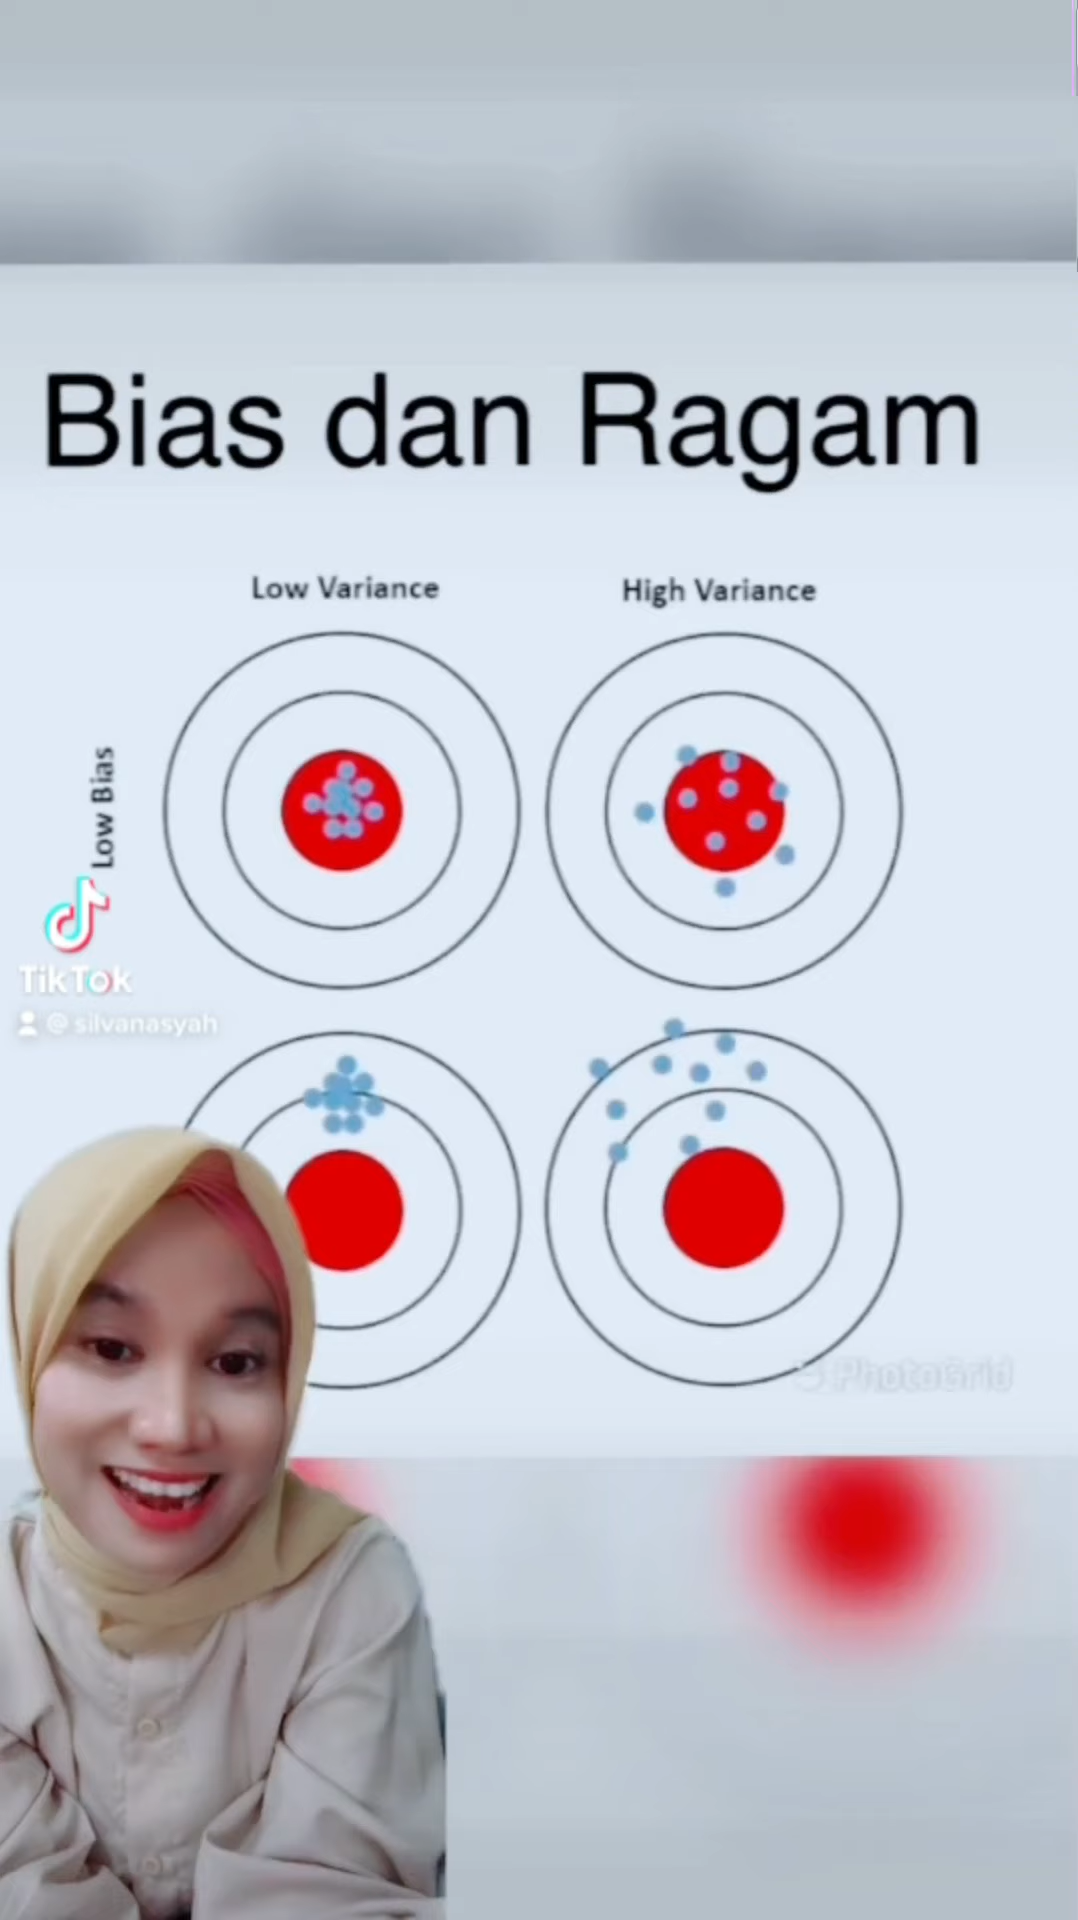 Bias dan Ragam
Low Variance
High Variance
Low Bias
TikTok
@silvanasyah
PhotoGrid